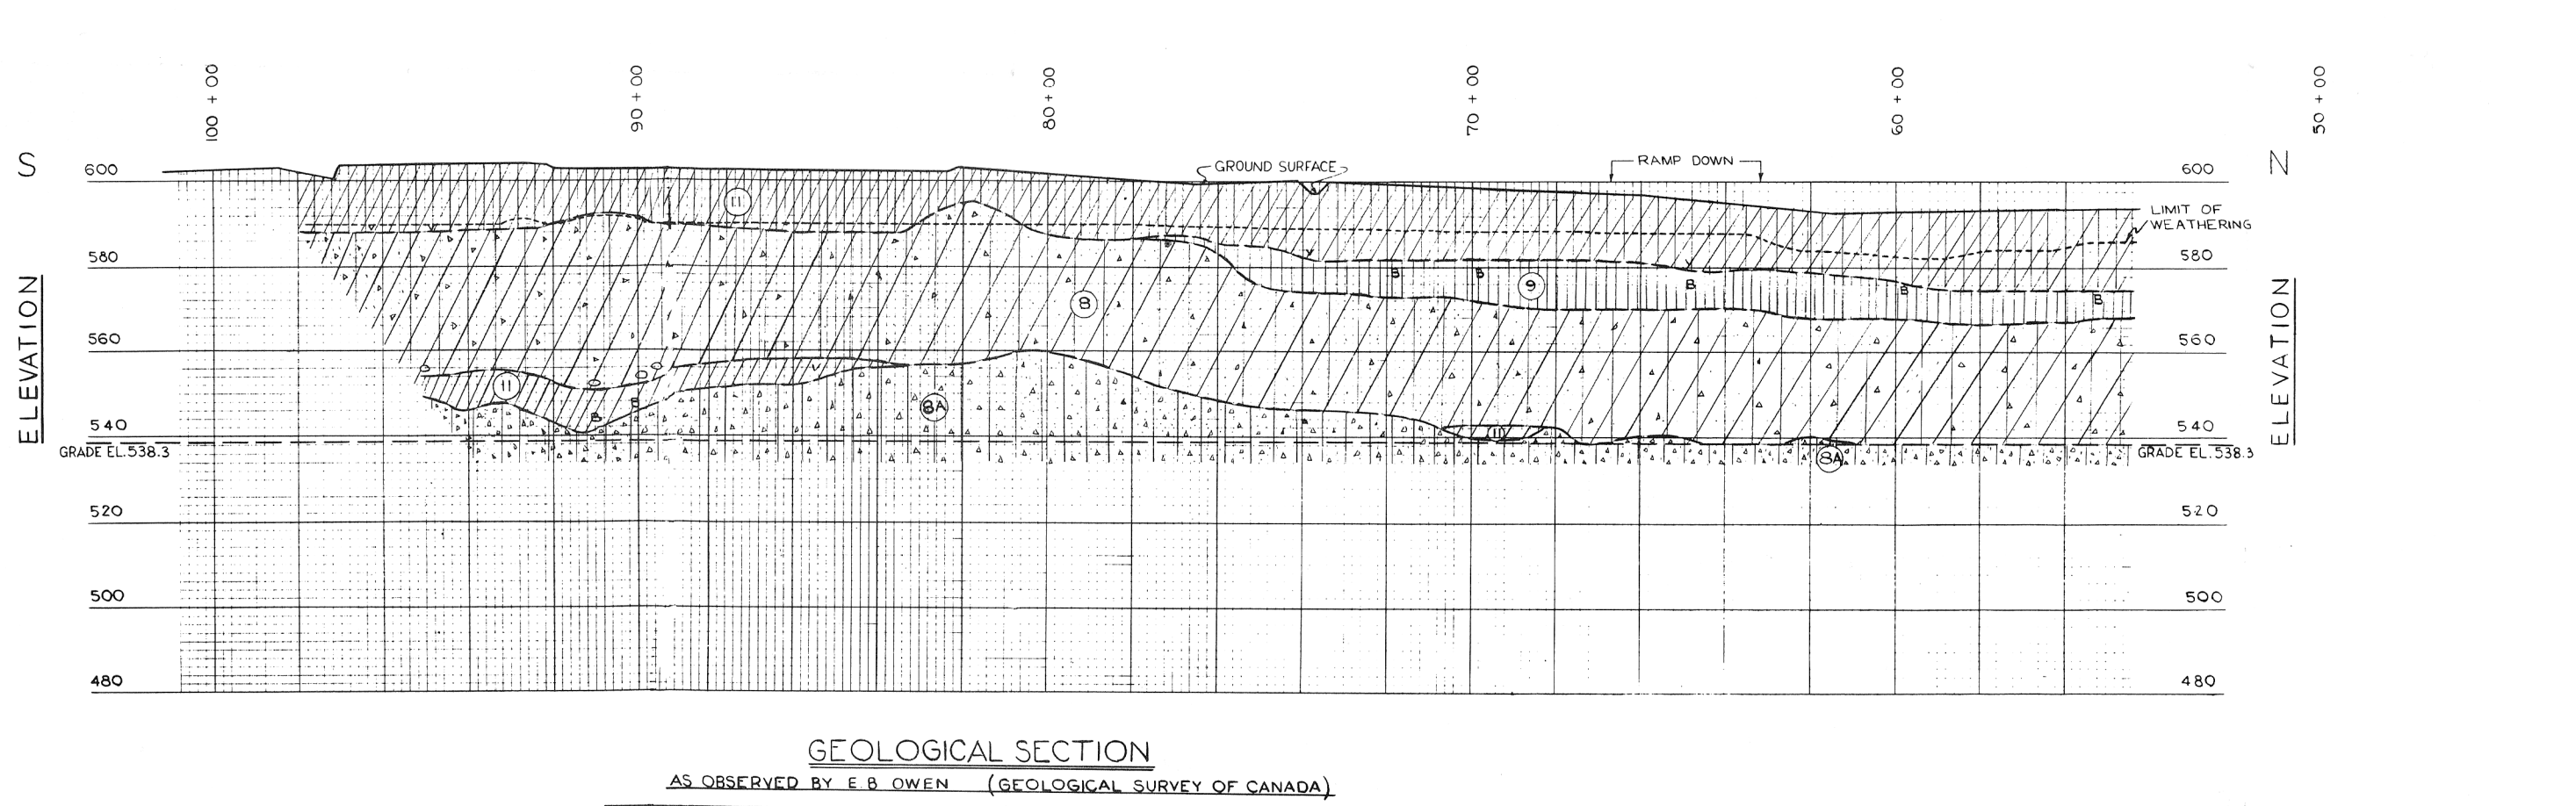 100 + 00
90 + 00
80 + 00
70 + 00
60 + 00
50 + 00
S
N
GROUND SURFACE
RAMP DOWN
600
600
11
LIMIT OF
WEATHERING
580
580
B
B
9
B
B
B
8
560
560
11
8A
B
B
540
540
11
GRADE EL.538.3
GRADE EL.538.3
8A
ELEVATION
ELEVATION
520
520
500
500
480
480
GEOLOGICAL SECTION
AS OBSERVED BY E.B OWEN (GEOLOGICAL SURVEY OF CANADA)